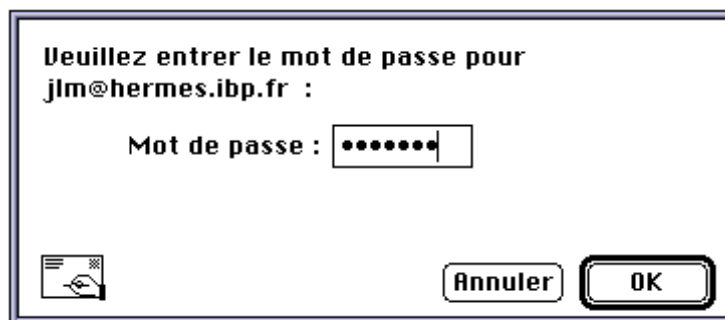 Veuillez entrer le mot de passe pour
jlm@hermes.ibp.fr :
Mot de passe : •••••••
Annuler OK